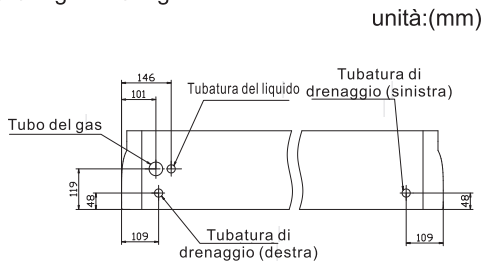 unità:(mm)
146
101
Tubatura del liquido
Tubatura di
drenaggio (sinistra)
Tubo del gas
119
48
48
109
Tubatura di
drenaggio (destra)
109